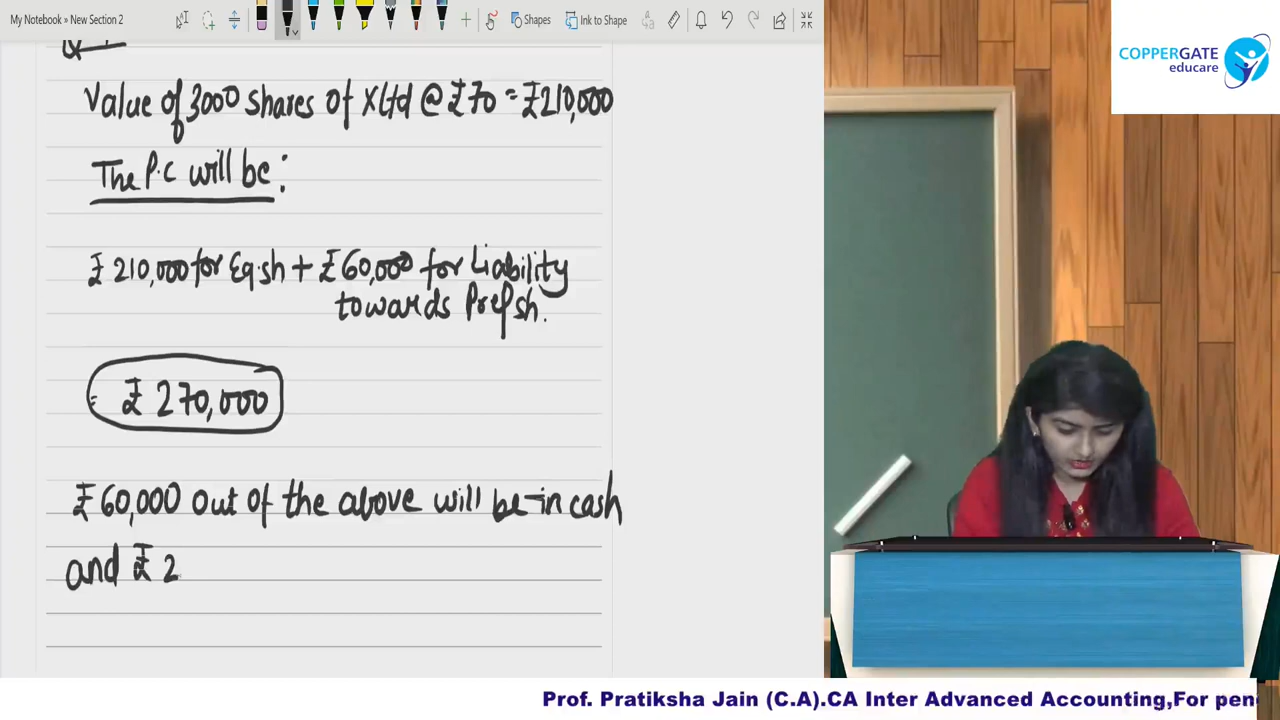 My Notebook » New Section 2
Shapes
Ink to Shape
My Notebooks
COPPERGATE
educare
Value of 3000 shares of X Ltd @ ₹70 = ₹210,000
The P.C will be:
₹ 210,000 for Eq.sh + ₹60,000 for Liability
towards Pref sh.
= ₹ 270,000
₹ 60,000 out of the above will be in cash
and ₹ 2
Prof. Pratiksha Jain (C.A).CA Inter Advanced Accounting,For pen